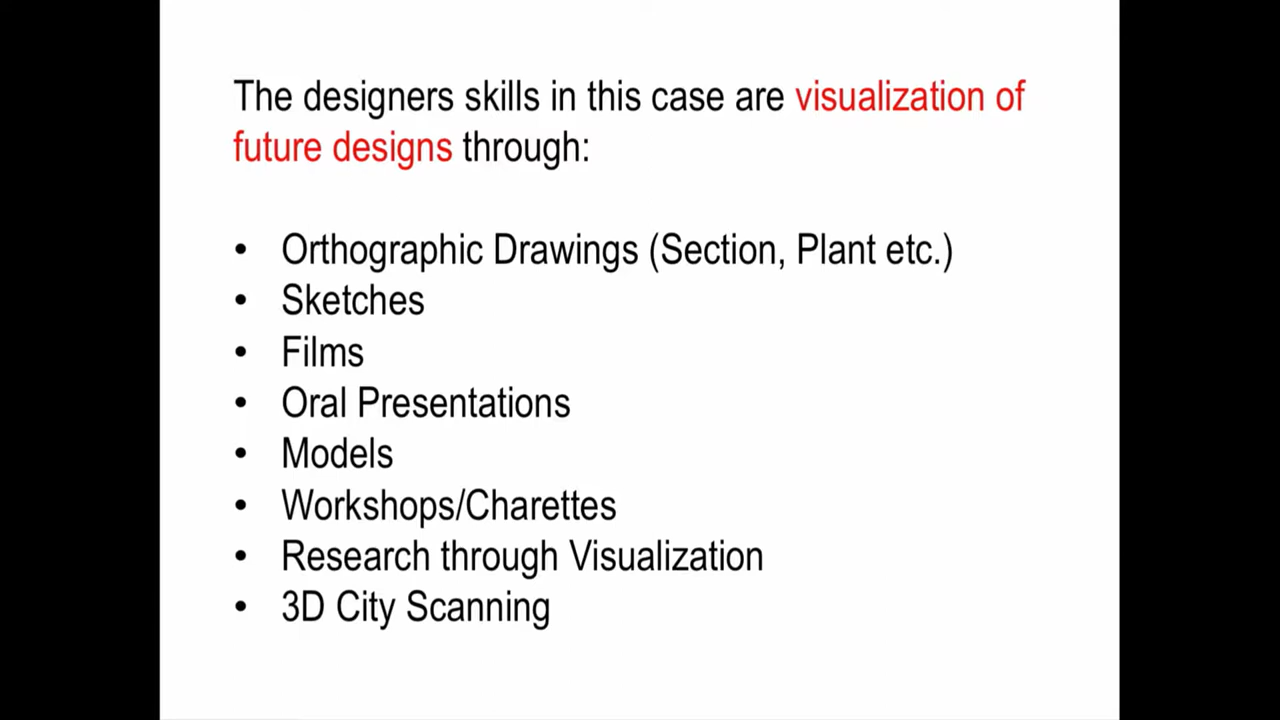 The designers skills in this case are visualization of
future designs through:
• Orthographic Drawings (Section, Plant etc.)
• Sketches
• Films
• Oral Presentations
• Models
• Workshops/Charettes
• Research through Visualization
• 3D City Scanning